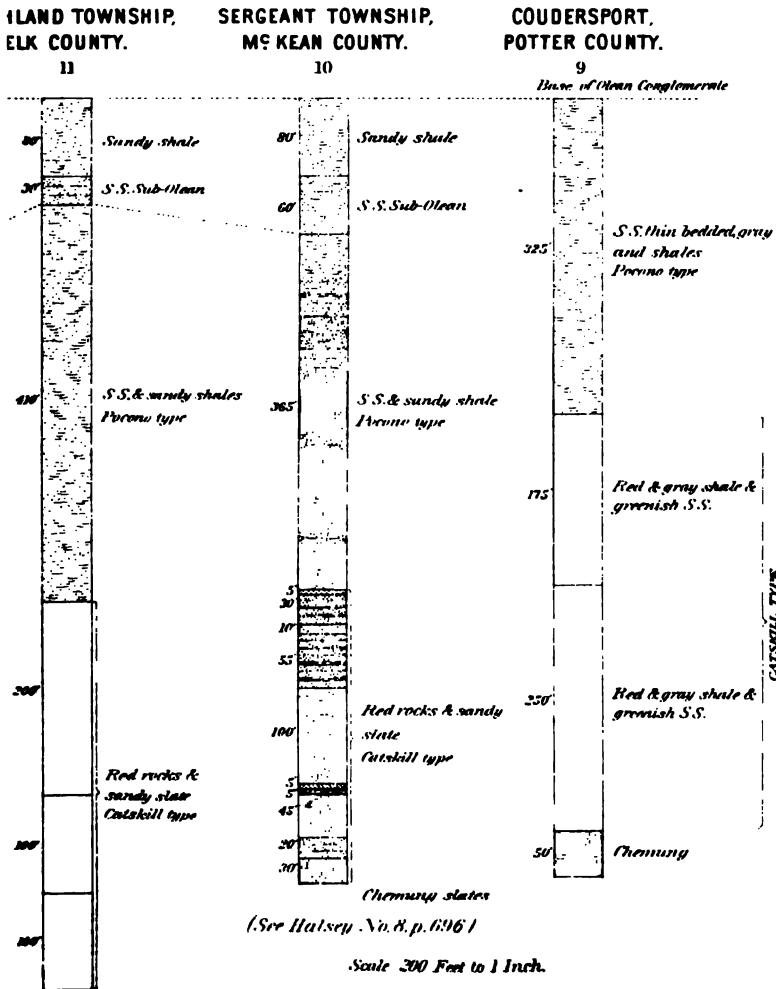 HLAND TOWNSHIP,
ELK COUNTY.
11
80'
Sandy shale
30'
S.S. Sub-Olean
410'
S.S. & sandy shales
Pocono type
200'
Red rocks &
sandy slate
Catskill type
100'
100'
SERGEANT TOWNSHIP,
Mc KEAN COUNTY.
10
80'
Sandy shale
60'
S.S. Sub-Olean
365'
S.S. & sandy shale
Pocono type
5'
30'
10'
55'
100'
Red rocks & sandy
slate
Catskill type
5'
5'
45'
20'
30'
Chemung slates
(See Halsey No. 8. p. 696)
COUDERSPORT,
POTTER COUNTY.
9
Base of Olean Conglomerate
325'
S.S. thin bedded, gray
and shales
Pocono type
175'
Red & gray shale &
greenish S.S.
250'
Red & gray shale &
greenish S.S.
CATSKILL TYPE
50'
Chemung
Scale 200 Feet to 1 Inch.